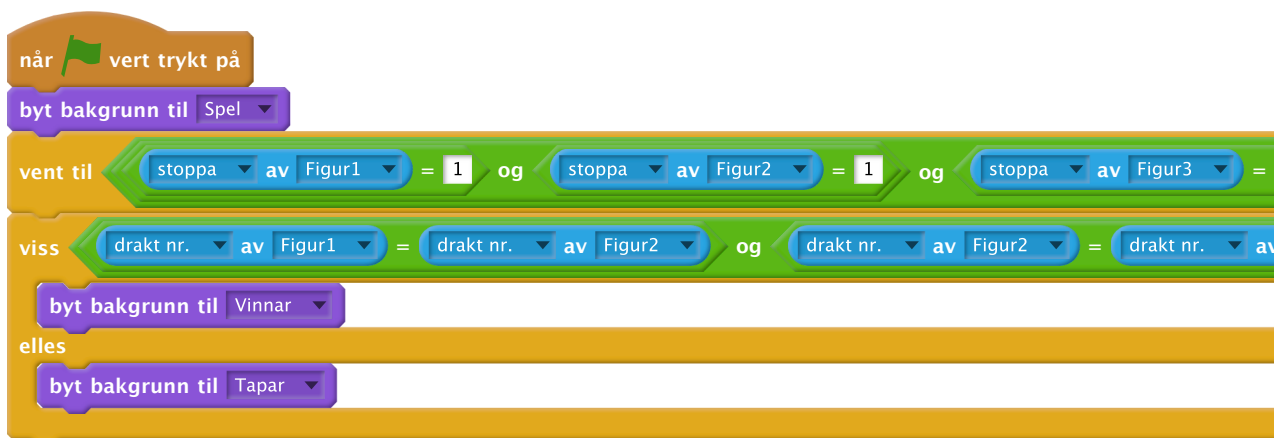 når vert trykt på
byt bakgrunn til Spel
vent til stoppa av Figur1 = 1 og stoppa av Figur2 = 1 og stoppa av Figur3 =
viss drakt nr. av Figur1 = drakt nr. av Figur2 og drakt nr. av Figur2 = drakt nr. av
byt bakgrunn til Vinnar
elles
byt bakgrunn til Tapar